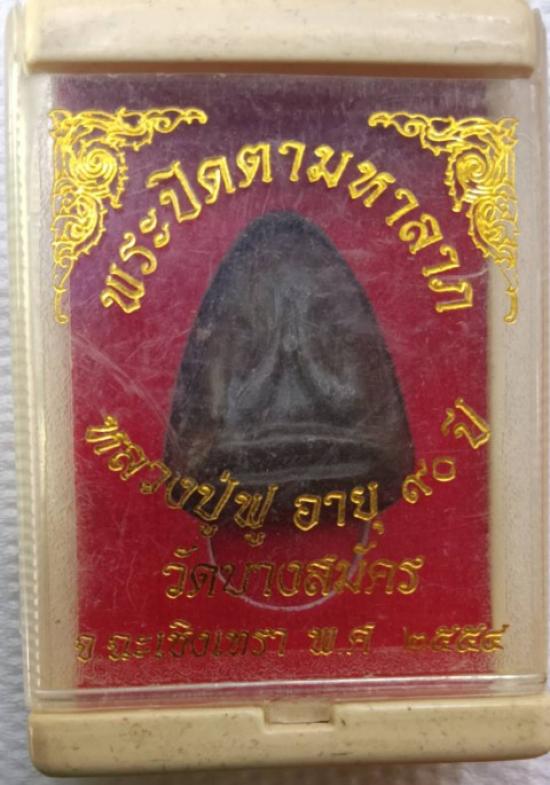 พระปิดตามหาลาภ
หลวงปู่ฟู อายุ ๙๐ ปี
วัดบางสมัคร
จ.ฉะเชิงเทรา พ.ศ ๒๕๕๔